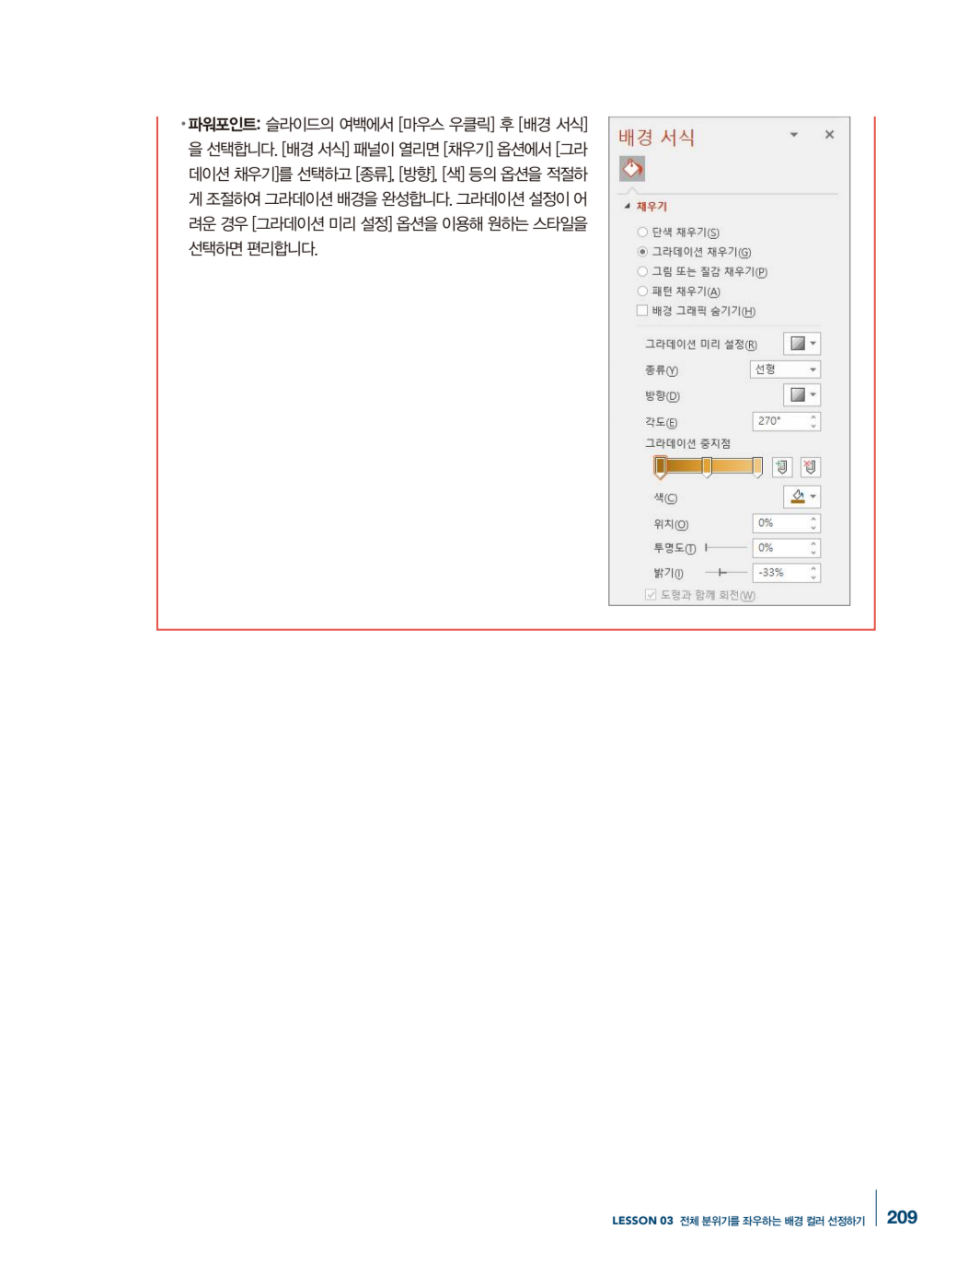 ·파워포인트: 슬라이드의 여백에서 [마우스 우클릭] 후 [배경 서식]
을 선택합니다. [배경 서식] 패널이 열리면 [채우기] 옵션에서 [그라
데이션 채우기]를 선택하고 [종류], [방향], [색] 등의 옵션을 적절하
게 조절하여 그라데이션 배경을 완성합니다. 그라데이션 설정이 어
려운 경우 [그라데이션 미리 설정] 옵션을 이용해 원하는 스타일을
선택하면 편리합니다.
배경 서식
채우기
단색 채우기(S)
그라데이션 채우기(G)
그림 또는 질감 채우기(P)
패턴 채우기(A)
배경 그래픽 숨기기(H)
그라데이션 미리 설정(R)
종류(Y) 선형
방향(D)
각도(E) 270°
그라데이션 중지점
색(C)
위치(O) 0%
투명도(T) 0%
밝기(I) -33%
도형과 함께 회전(W)
LESSON 03 전체 분위기를 좌우하는 배경 컬러 선정하기 209